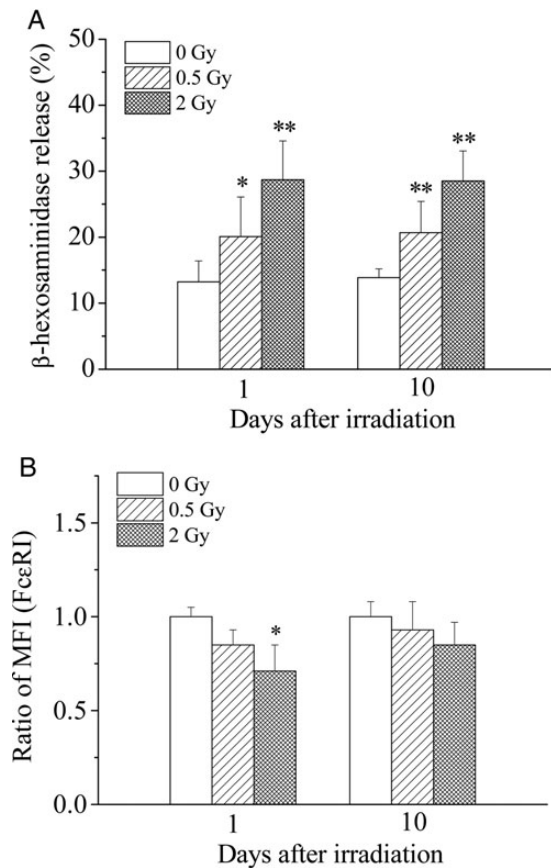 A
β-hexosaminidase release (%)
50
40
30
20
10
0
0 Gy
0.5 Gy
2 Gy
*
**
**
**
1
10
Days after irradiation
B
Ratio of MFI (FcεRI)
1.5
1.0
0.5
0.0
0 Gy
0.5 Gy
2 Gy
*
1
10
Days after irradiation